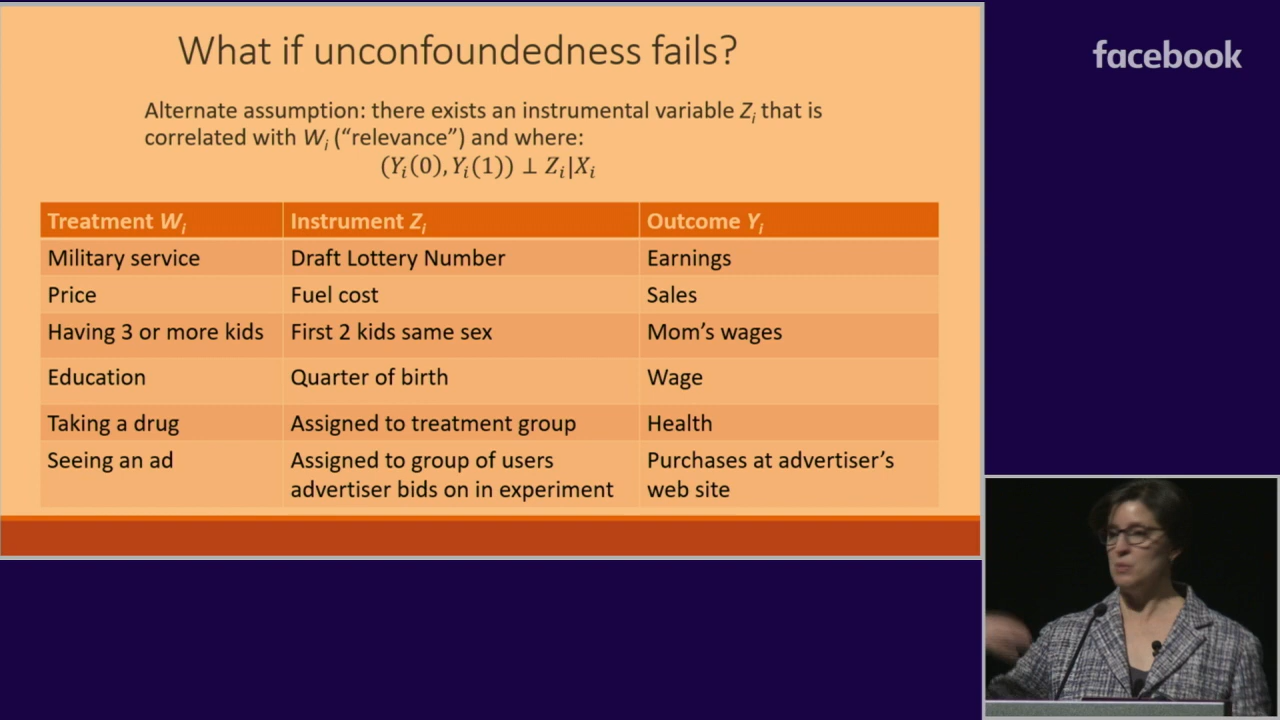 What if unconfoundedness fails?
facebook
Alternate assumption: there exists an instrumental variable Zᵢ that is
correlated with Wᵢ (“relevance”) and where:
(Yᵢ(0), Yᵢ(1)) ⊥ Zᵢ|Xᵢ
Treatment Wᵢ Instrument Zᵢ Outcome Yᵢ
Military service Draft Lottery Number Earnings
Price Fuel cost Sales
Having 3 or more kids First 2 kids same sex Mom’s wages
Education Quarter of birth Wage
Taking a drug Assigned to treatment group Health
Seeing an ad Assigned to group of users Purchases at advertiser’s
advertiser bids on in experiment web site